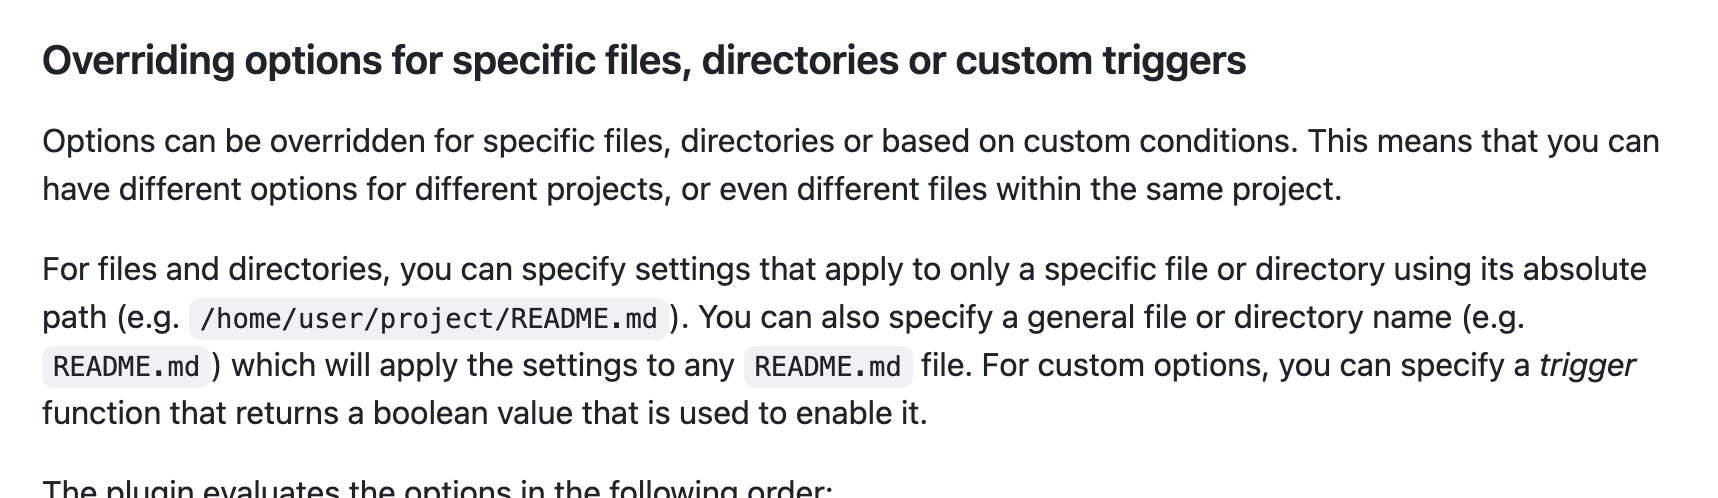 Overriding options for specific files, directories or custom triggers
Options can be overridden for specific files, directories or based on custom conditions. This means that you can
have different options for different projects, or even different files within the same project.
For files and directories, you can specify settings that apply to only a specific file or directory using its absolute
path (e.g. /home/user/project/README.md ). You can also specify a general file or directory name (e.g.
README.md ) which will apply the settings to any README.md file. For custom options, you can specify a trigger
function that returns a boolean value that is used to enable it.
The plugin evaluates the options in the following order: